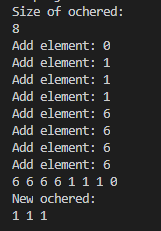 Size of ochered:
8
Add element: 0
Add element: 1
Add element: 1
Add element: 1
Add element: 6
Add element: 6
Add element: 6
Add element: 6
6 6 6 6 1 1 1 0
New ochered:
1 1 1